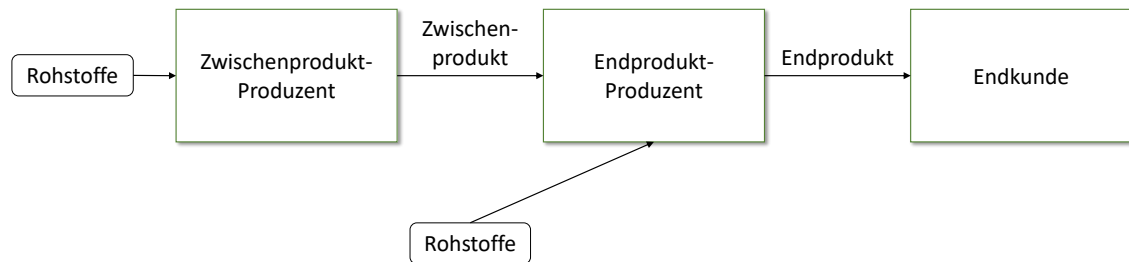 Rohstoffe
Zwischenprodukt-
Produzent
Zwischen-
produkt
Endprodukt-
Produzent
Endprodukt
Endkunde
Rohstoffe